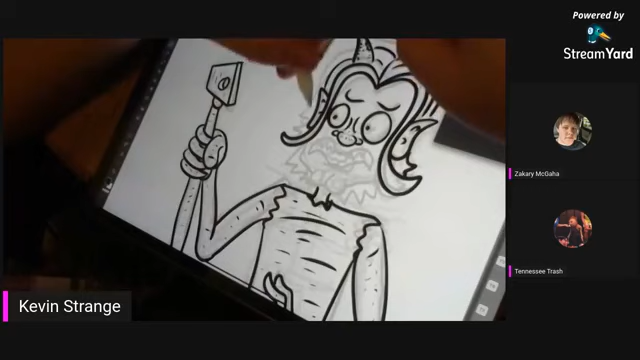 Powered by
StreamYard
Zakary McGaha
Tennessee Trash
Kevin Strange